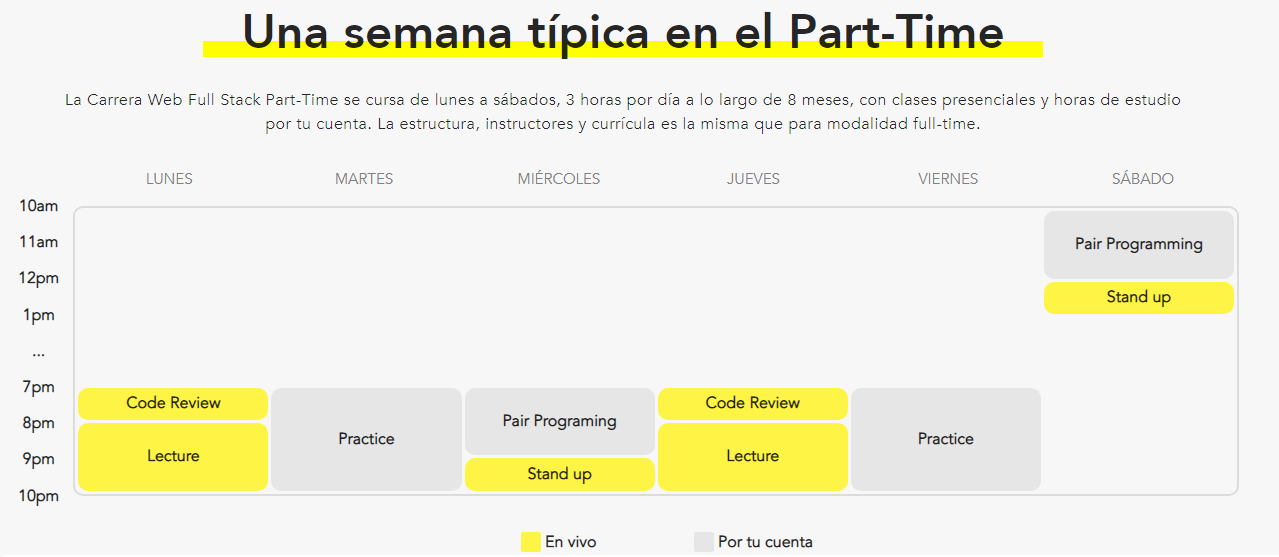 Una semana típica en el Part-Time
La Carrera Web Full Stack Part-Time se cursa de lunes a sábados, 3 horas por día a lo largo de 8 meses, con clases presenciales y horas de estudio
por tu cuenta. La estructura, instructores y currícula es la misma que para modalidad full-time.
LUNES MARTES MIÉRCOLES JUEVES VIERNES SÁBADO
10am
11am Pair Programming
12pm
Stand up
1pm
...
7pm
Code Review Code Review
8pm Pair Programing
Practice Practice
Lecture Lecture
9pm
Stand up
10pm
En vivo Por tu cuenta